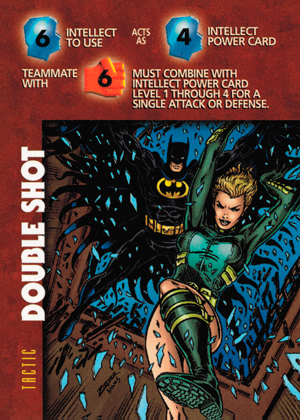 6 INTELLECT TO USE ACTS AS 4 INTELLECT POWER CARD
TEAMMATE WITH 6 MUST COMBINE WITH
INTELLECT POWER CARD
LEVEL 1 THROUGH 4 FOR A
SINGLE ATTACK OR DEFENSE.
TACTIC
DOUBLE SHOT